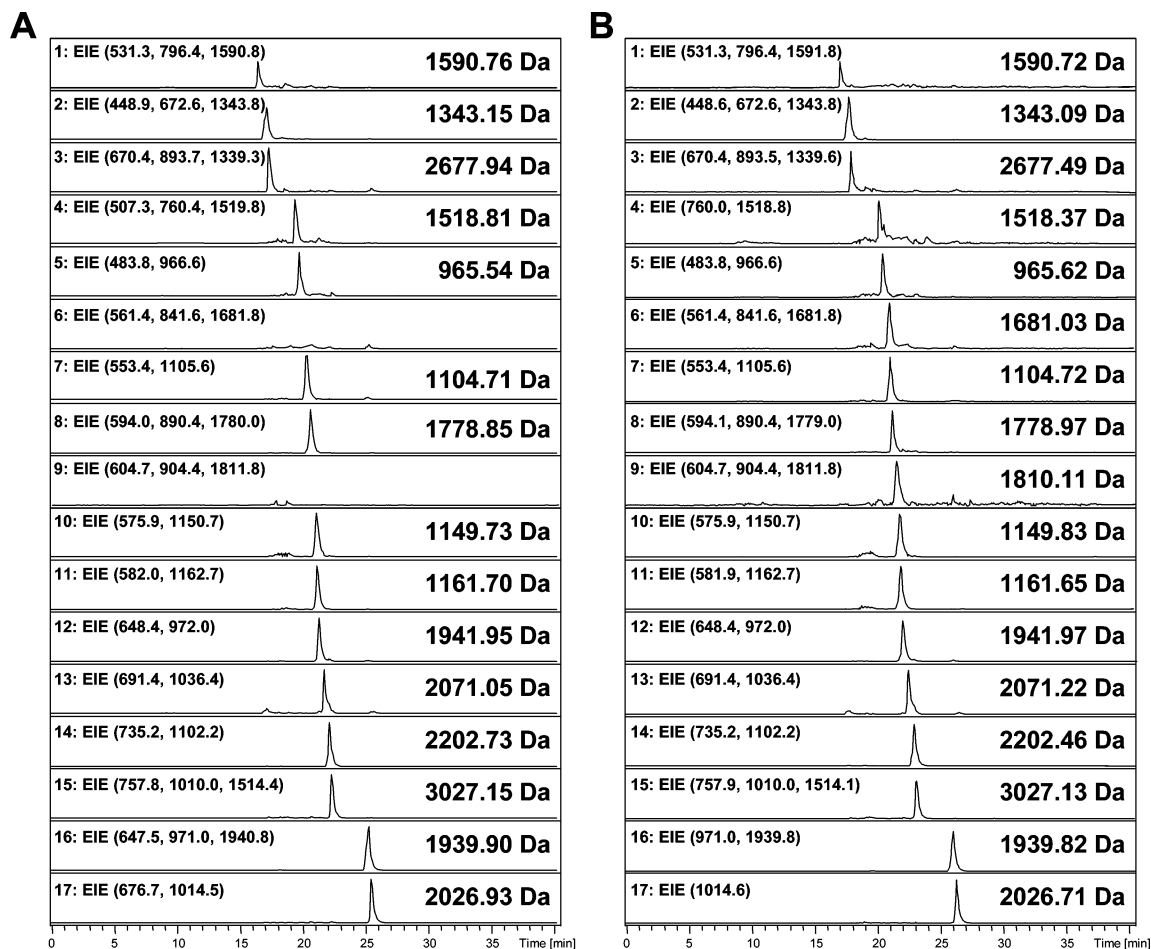 A
1: EIE (531.3, 796.4, 1590.8) 1590.76 Da
2: EIE (448.9, 672.6, 1343.8) 1343.15 Da
3: EIE (670.4, 893.7, 1339.3) 2677.94 Da
4: EIE (507.3, 760.4, 1519.8) 1518.81 Da
5: EIE (483.8, 966.6) 965.54 Da
6: EIE (561.4, 841.6, 1681.8)
7: EIE (553.4, 1105.6) 1104.71 Da
8: EIE (594.0, 890.4, 1780.0) 1778.85 Da
9: EIE (604.7, 904.4, 1811.8)
10: EIE (575.9, 1150.7) 1149.73 Da
11: EIE (582.0, 1162.7) 1161.70 Da
12: EIE (648.4, 972.0) 1941.95 Da
13: EIE (691.4, 1036.4) 2071.05 Da
14: EIE (735.2, 1102.2) 2202.73 Da
15: EIE (757.8, 1010.0, 1514.4) 3027.15 Da
16: EIE (647.5, 971.0, 1940.8) 1939.90 Da
17: EIE (676.7, 1014.5) 2026.93 Da
0 5 10 15 20 25 30 35 Time [min]
B
1: EIE (531.3, 796.4, 1591.8) 1590.72 Da
2: EIE (448.6, 672.6, 1343.8) 1343.09 Da
3: EIE (670.4, 893.5, 1339.6) 2677.49 Da
4: EIE (760.0, 1518.8) 1518.37 Da
5: EIE (483.8, 966.6) 965.62 Da
6: EIE (561.4, 841.6, 1681.8) 1681.03 Da
7: EIE (553.4, 1105.6) 1104.72 Da
8: EIE (594.1, 890.4, 1779.0) 1778.97 Da
9: EIE (604.7, 904.4, 1811.8) 1810.11 Da
10: EIE (575.9, 1150.7) 1149.83 Da
11: EIE (581.9, 1162.7) 1161.65 Da
12: EIE (648.4, 972.0) 1941.97 Da
13: EIE (691.4, 1036.4) 2071.22 Da
14: EIE (735.2, 1102.2) 2202.46 Da
15: EIE (757.9, 1010.0, 1514.1) 3027.13 Da
16: EIE (971.0, 1939.8) 1939.82 Da
17: EIE (1014.6) 2026.71 Da
0 5 10 15 20 25 30 35 Time [min]